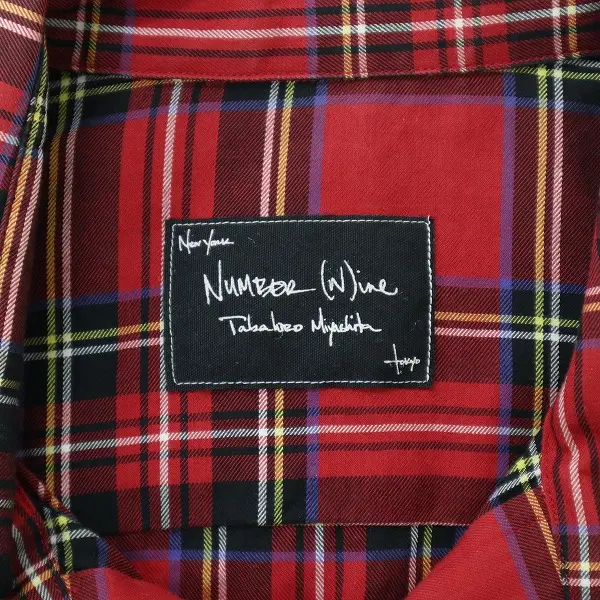 New York
NUMBER (N)ine
Takahiro Miyashita
tokyo